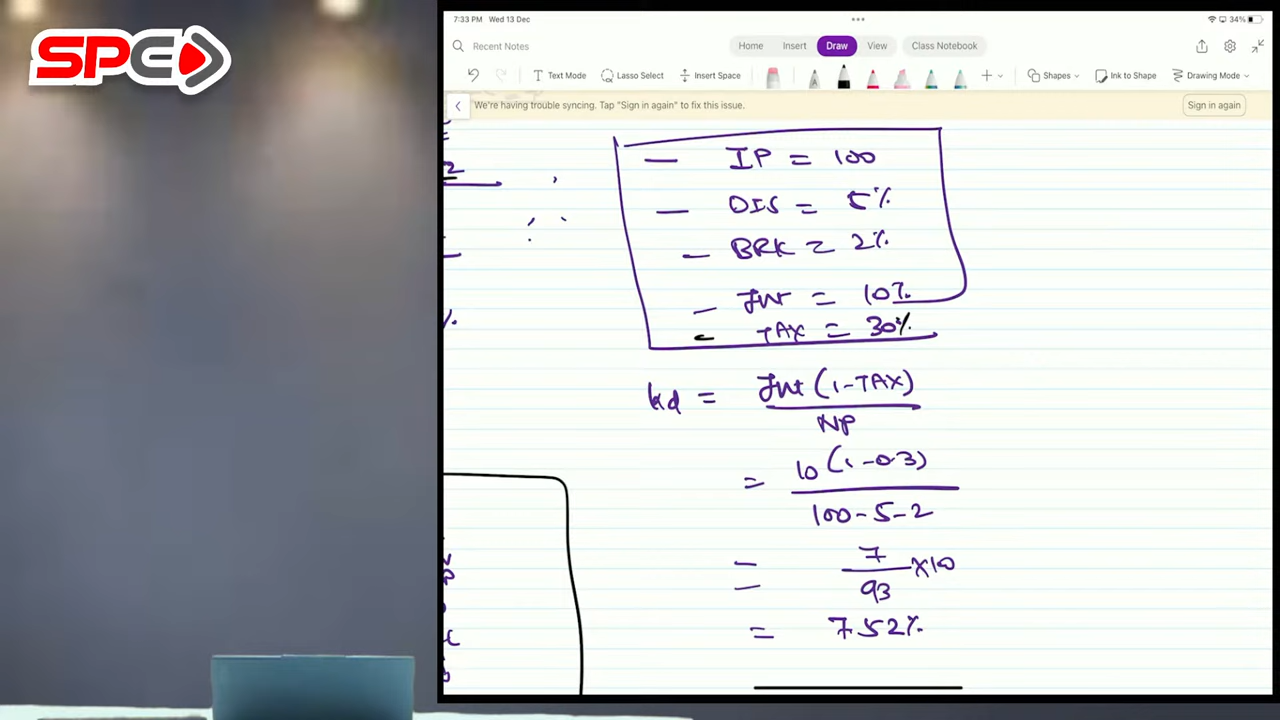 SPE
7:33 PM Wed 13 Dec
34%
Recent Notes
Home Insert Draw View Class Notebook
Text Mode Lasso Select Insert Space Shapes Ink to Shape Drawing Mode
We're having trouble syncing. Tap "Sign in again" to fix this issue.
Sign in again
– IP = 100
– DIS = 5%
– BRK = 2%
– Int = 10%
– TAX = 30%
kd = Int (1-TAX)
NP
= 10 (1-0.3)
100-5-2
= 7
93 ×10
= 7.52%